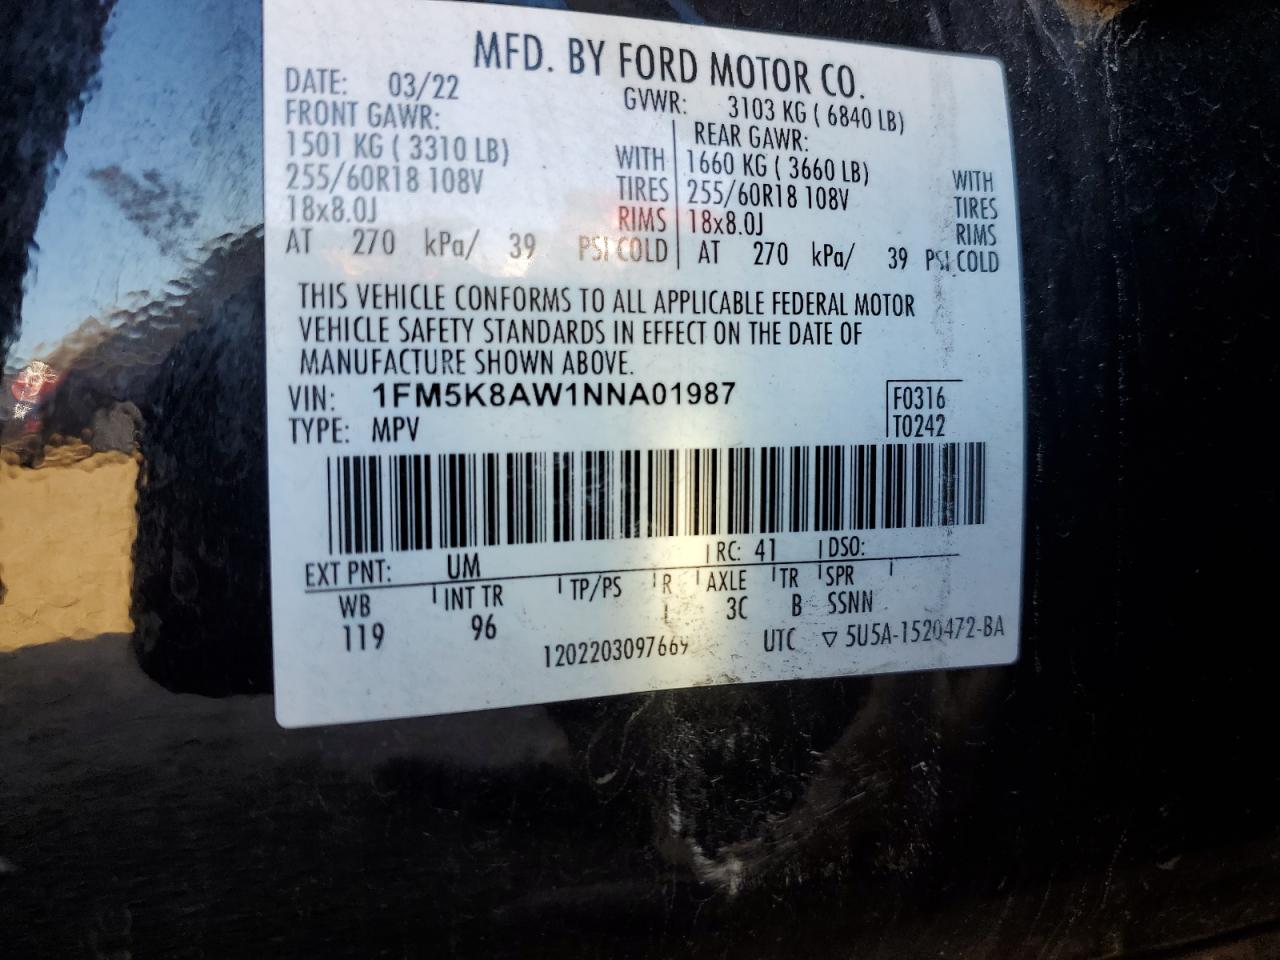 MFD. BY FORD MOTOR CO.
DATE: 03/22 GVWR: 3103 KG ( 6840 LB)
FRONT GAWR: REAR GAWR:
1501 KG ( 3310 LB) WITH 1660 KG ( 3660 LB) WITH
255/60R18 108V TIRES 255/60R18 108V TIRES
18x8.0J RIMS 18x8.0J RIMS
AT 270 kPa/ 39 PSI COLD AT 270 kPa/ 39 PSI COLD
THIS VEHICLE CONFORMS TO ALL APPLICABLE FEDERAL MOTOR
VEHICLE SAFETY STANDARDS IN EFFECT ON THE DATE OF
MANUFACTURE SHOWN ABOVE.
VIN: 1FM5K8AW1NNA01987 F0316
TYPE: MPV T0242
EXT PNT: UM RC: 41 DSO:
WB INT TR TP/PS R AXLE TR SPR
119 96 3C B SSNN
1202203097669 UTC ▽ 5U5A-1520472-BA